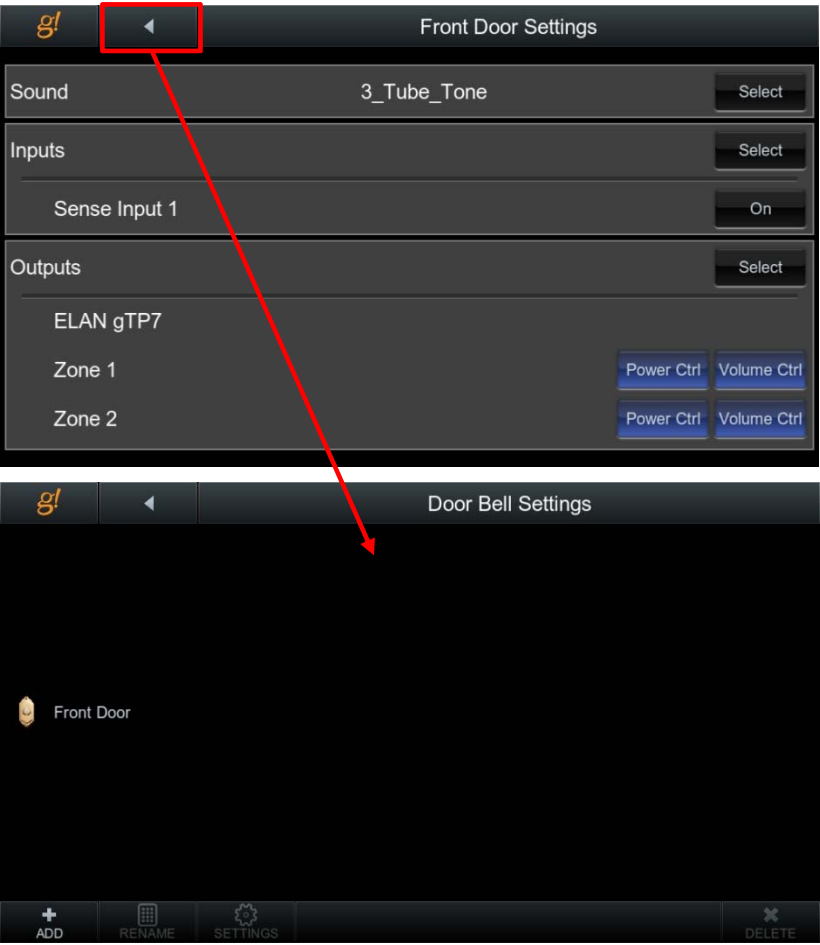 g! Front Door Settings
Sound 3_Tube_Tone Select
Inputs Select
Sense Input 1 On
Outputs Select
ELAN gTP7
Zone 1 Power Ctrl Volume Ctrl
Zone 2 Power Ctrl Volume Ctrl
g! Door Bell Settings
Front Door
ADD RENAME SETTINGS DELETE